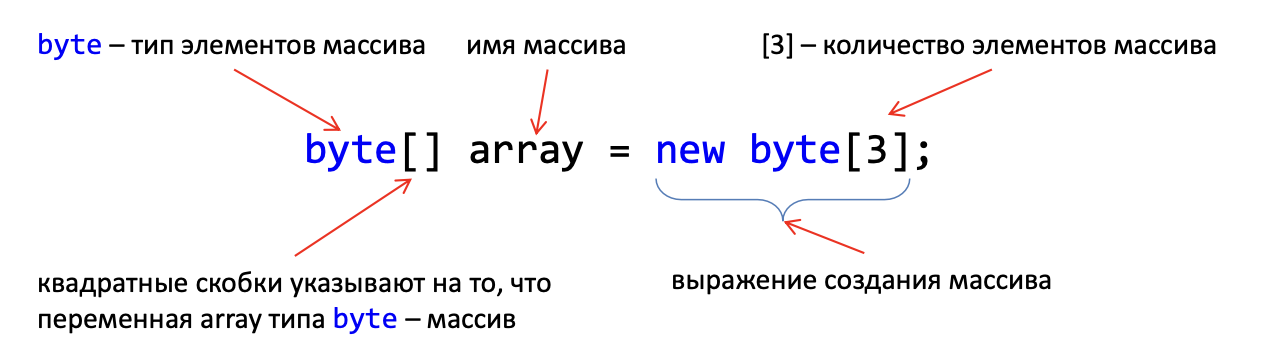 byte – тип элементов массива
имя массива
[3] – количество элементов массива
byte[] array = new byte[3];
квадратные скобки указывают на то, что
переменная array типа byte – массив
выражение создания массива